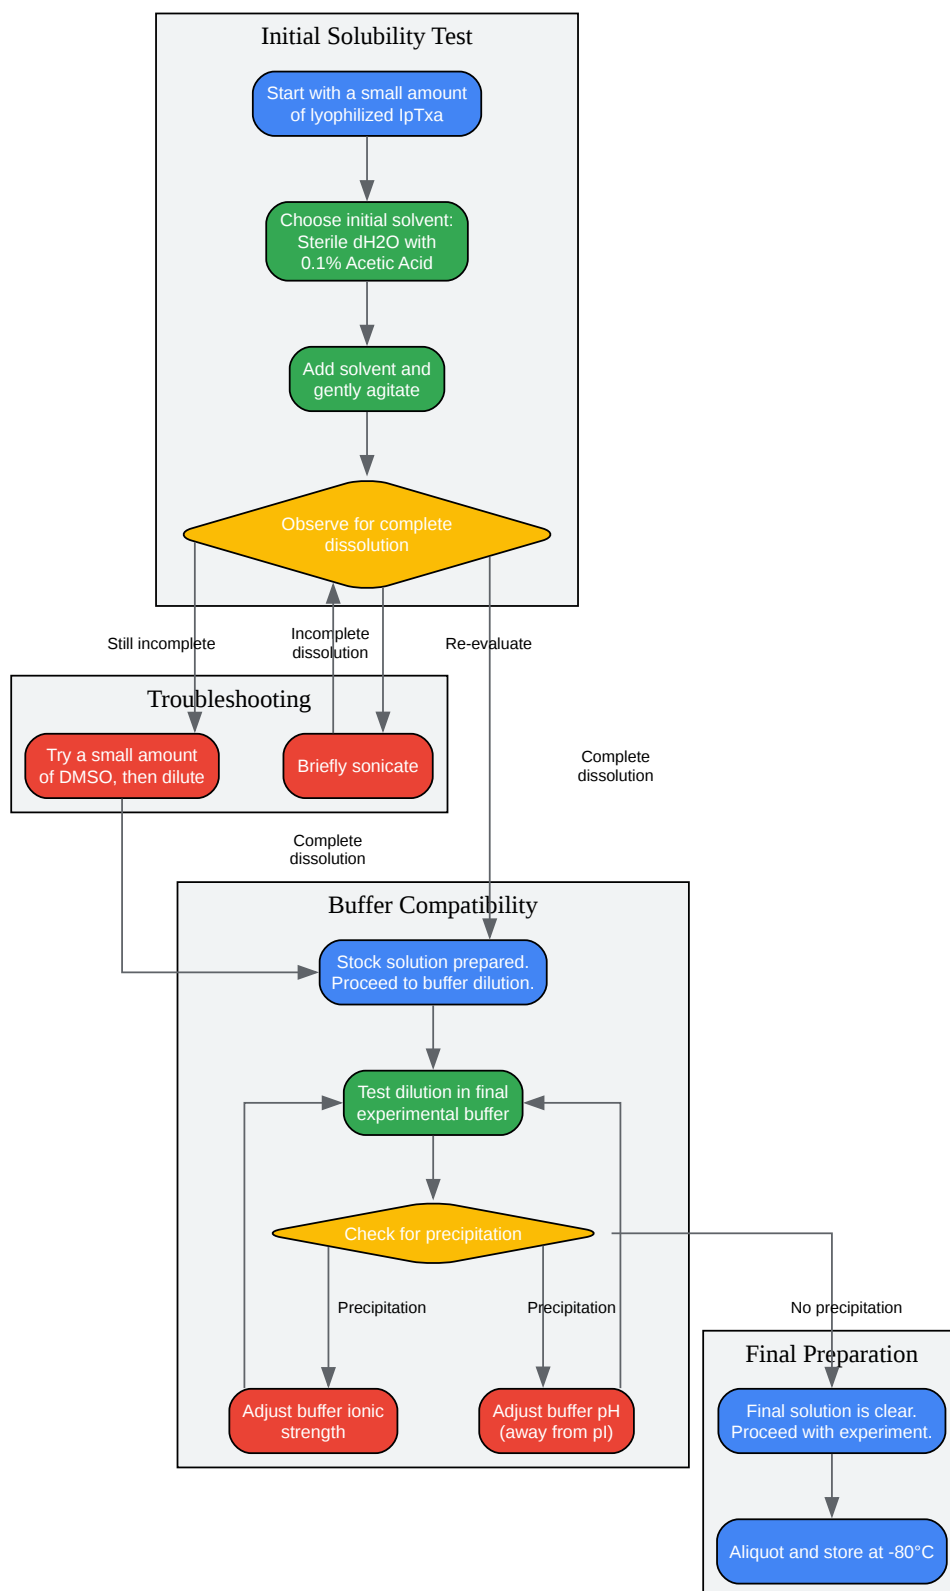 Initial Solubility Test
Start with a small amount
of lyophilized IpTxa
Choose initial solvent:
Sterile dH2O with
0.1% Acetic Acid
Add solvent and
gently agitate
Observe for complete
dissolution
Still incomplete
Incomplete
dissolution
Re-evaluate
Troubleshooting
Try a small amount
of DMSO, then dilute
Briefly sonicate
Complete
dissolution
Complete
dissolution
Buffer Compatibility
Stock solution prepared.
Proceed to buffer dilution.
Test dilution in final
experimental buffer
Check for precipitation
Precipitation
Precipitation
No precipitation
Adjust buffer ionic
strength
Adjust buffer pH
(away from pI)
Final Preparation
Final solution is clear.
Proceed with experiment.
Aliquot and store at -80°C